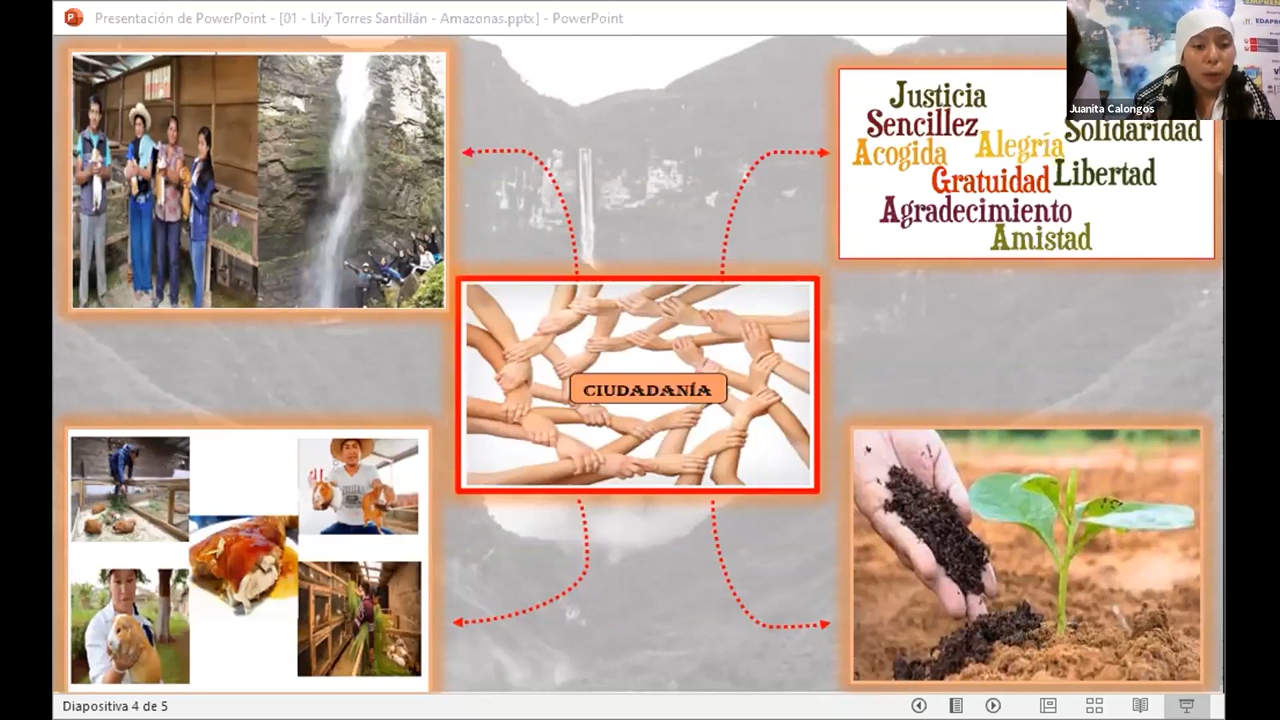 Presentación de PowerPoint - [01 - Lily Torres Santillán - Amazonas.pptx] - PowerPoint
Juanita Calongos
Justicia
Sencillez
Solidaridad
Acogida
Alegría
Gratuidad
Libertad
Agradecimiento
Amistad
CIUDADANÍA
Diapositiva 4 de 5